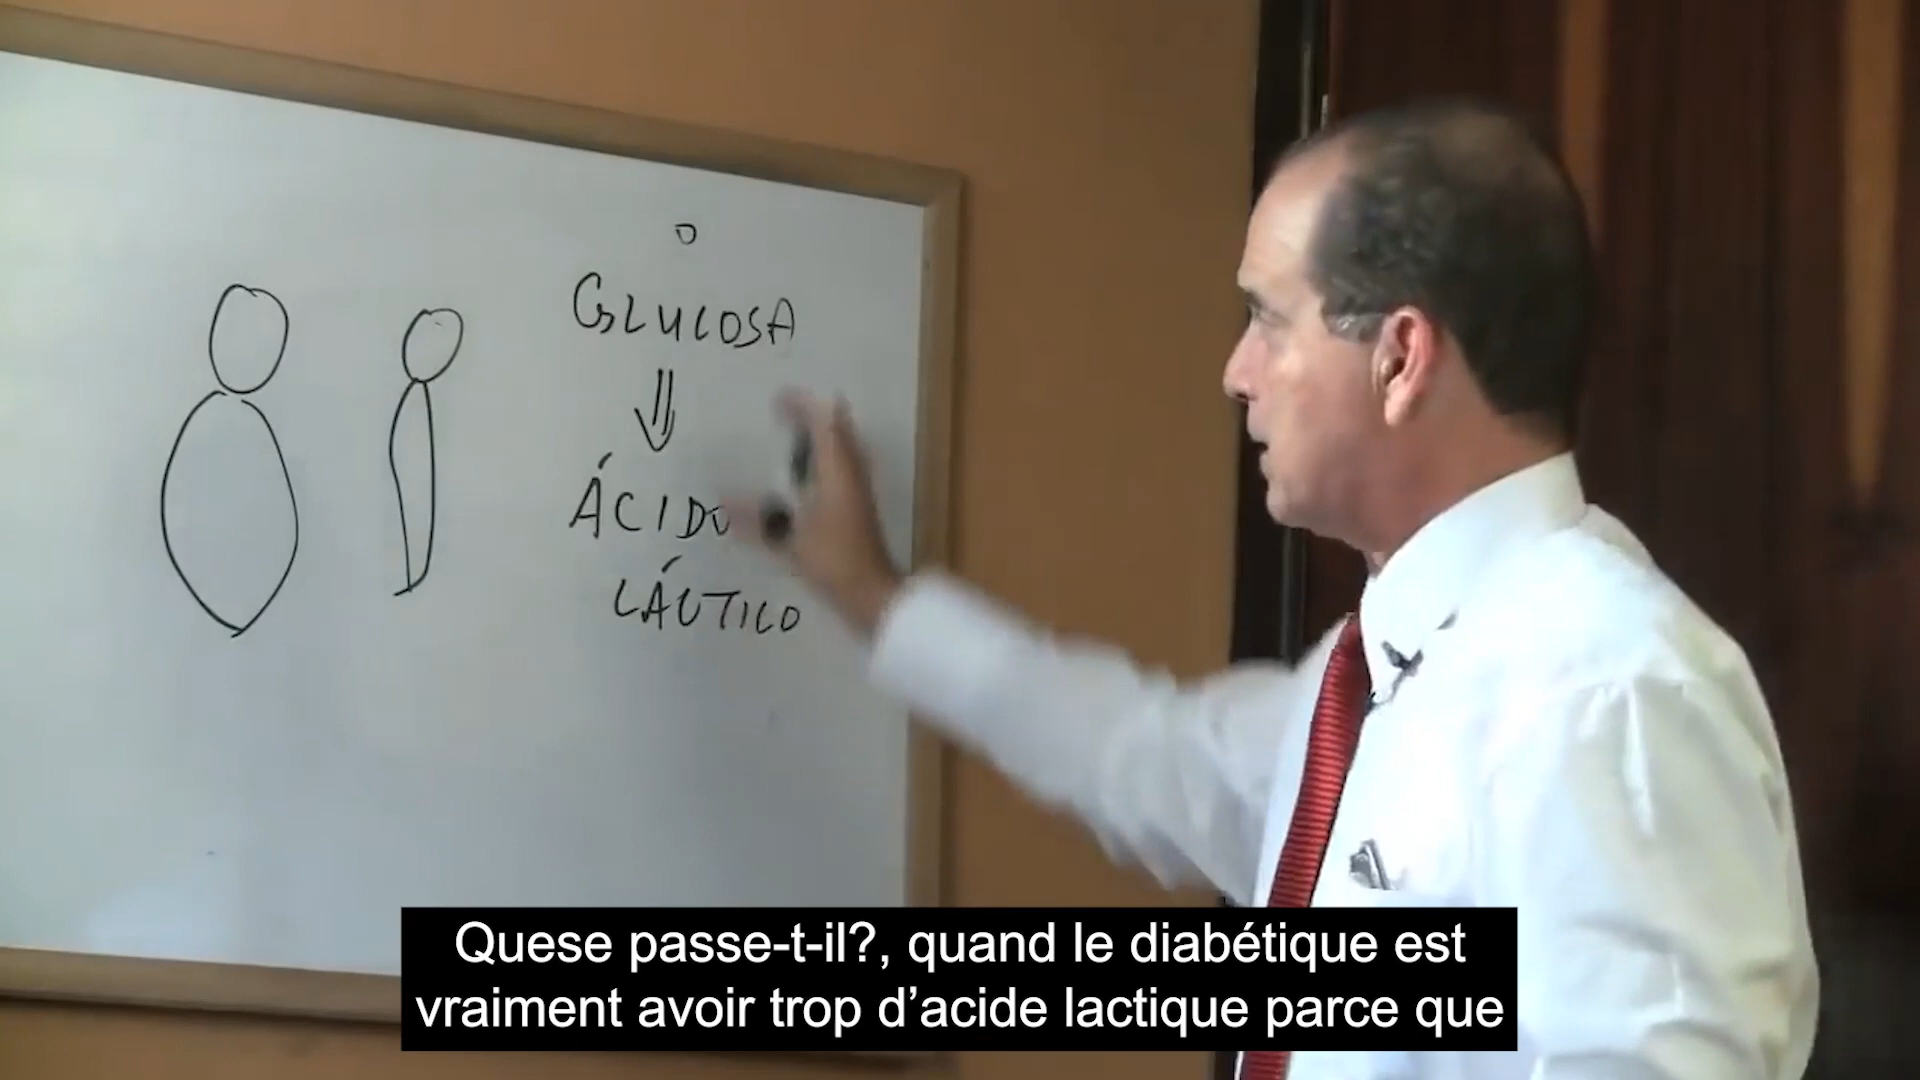 GLUCOSA
ÁCIDO
LÁCTICO
Quese passe-t-il?, quand le diabétique est
vraiment avoir trop d’acide lactique parce que